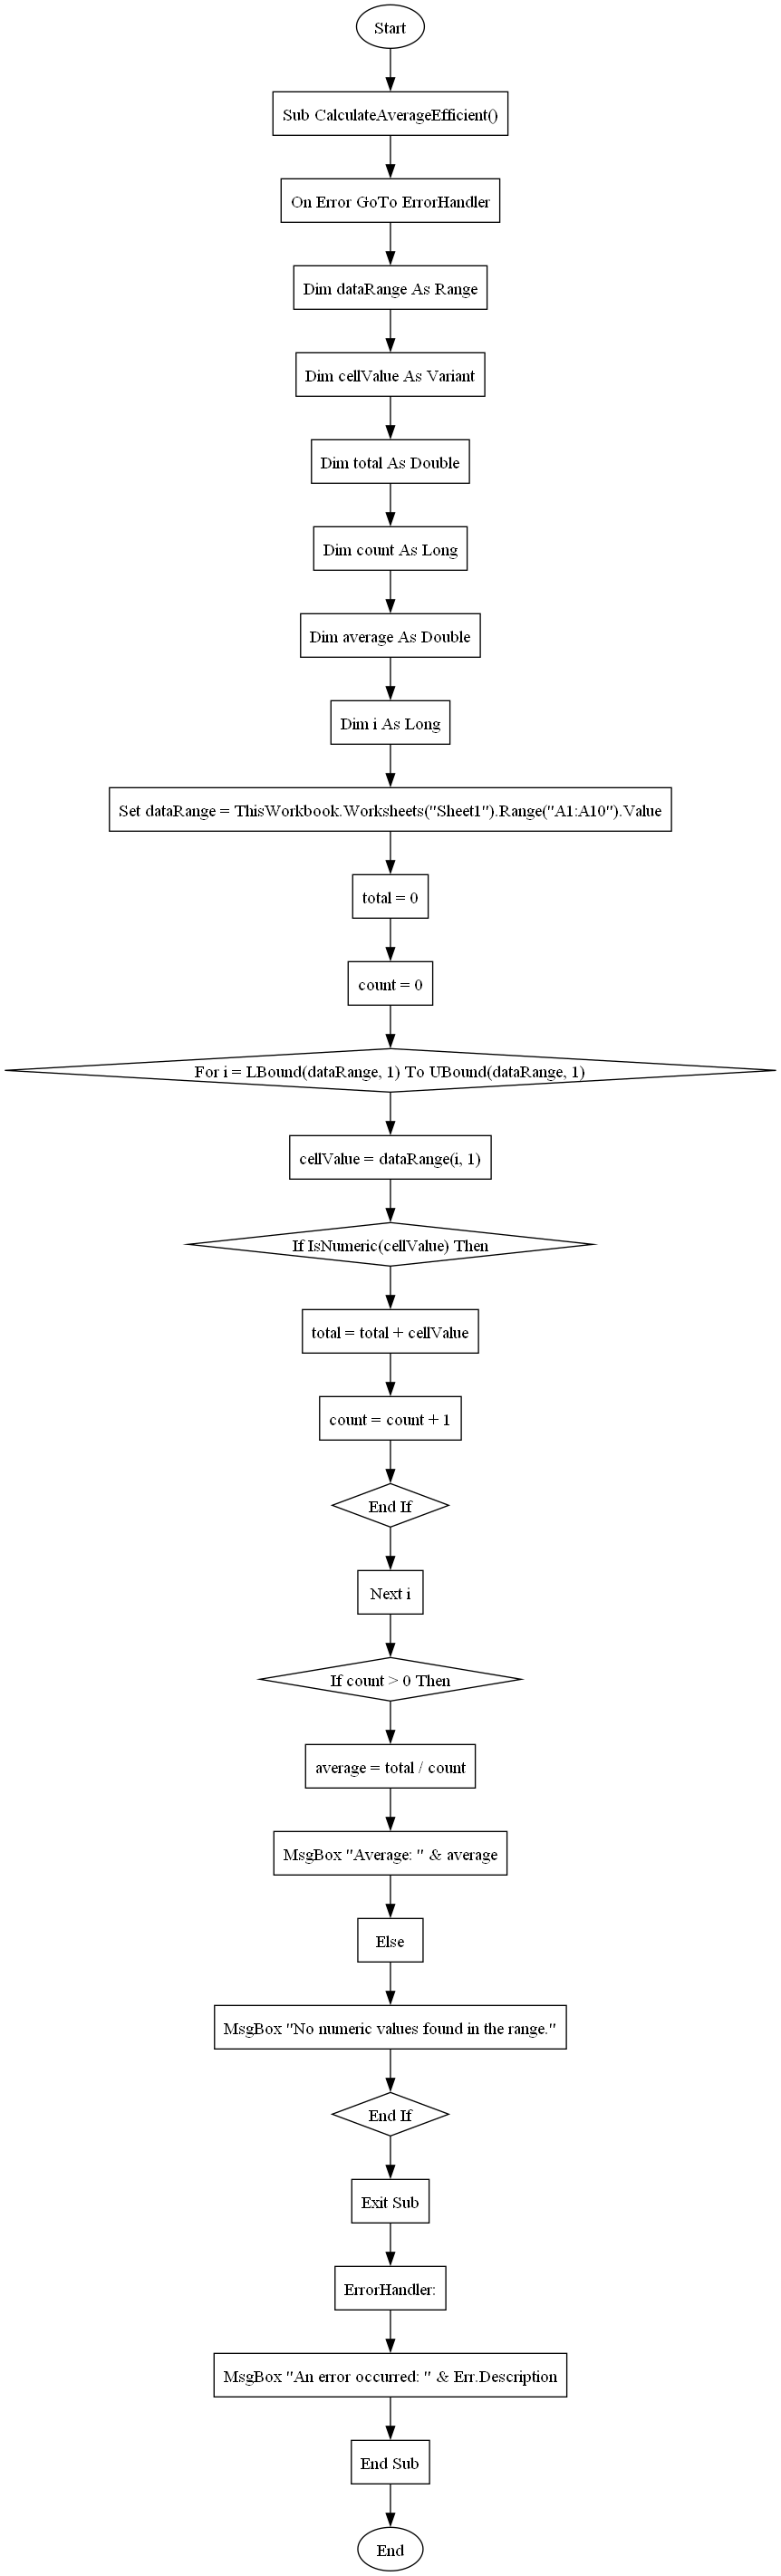 Start
Sub CalculateAverageEfficient()
On Error GoTo ErrorHandler
Dim dataRange As Range
Dim cellValue As Variant
Dim total As Double
Dim count As Long
Dim average As Double
Dim i As Long
Set dataRange = ThisWorkbook.Worksheets("Sheet1").Range("A1:A10").Value
total = 0
count = 0
For i = LBound(dataRange, 1) To UBound(dataRange, 1)
cellValue = dataRange(i, 1)
If IsNumeric(cellValue) Then
total = total + cellValue
count = count + 1
End If
Next i
If count > 0 Then
average = total / count
MsgBox "Average: " & average
Else
MsgBox "No numeric values found in the range."
End If
Exit Sub
ErrorHandler:
MsgBox "An error occurred: " & Err.Description
End Sub
End